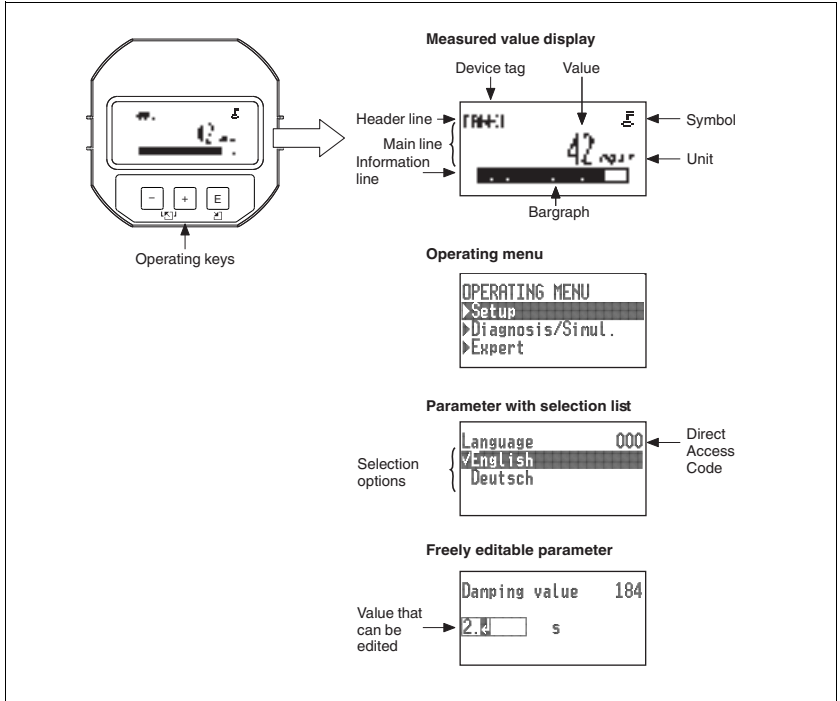 Measured value display
Device tag
Value
Header line
Main line
Information
line
42
Symbol
Unit
Bargraph
- + E
Operating keys
Operating menu
OPERATING MENU
Setup
Diagnosis/Simul.
Expert
Parameter with selection list
Language 000
English
Deutsch
Selection
options
Direct
Access
Code
Freely editable parameter
Damping value 184
2. s
Value that
can be
edited